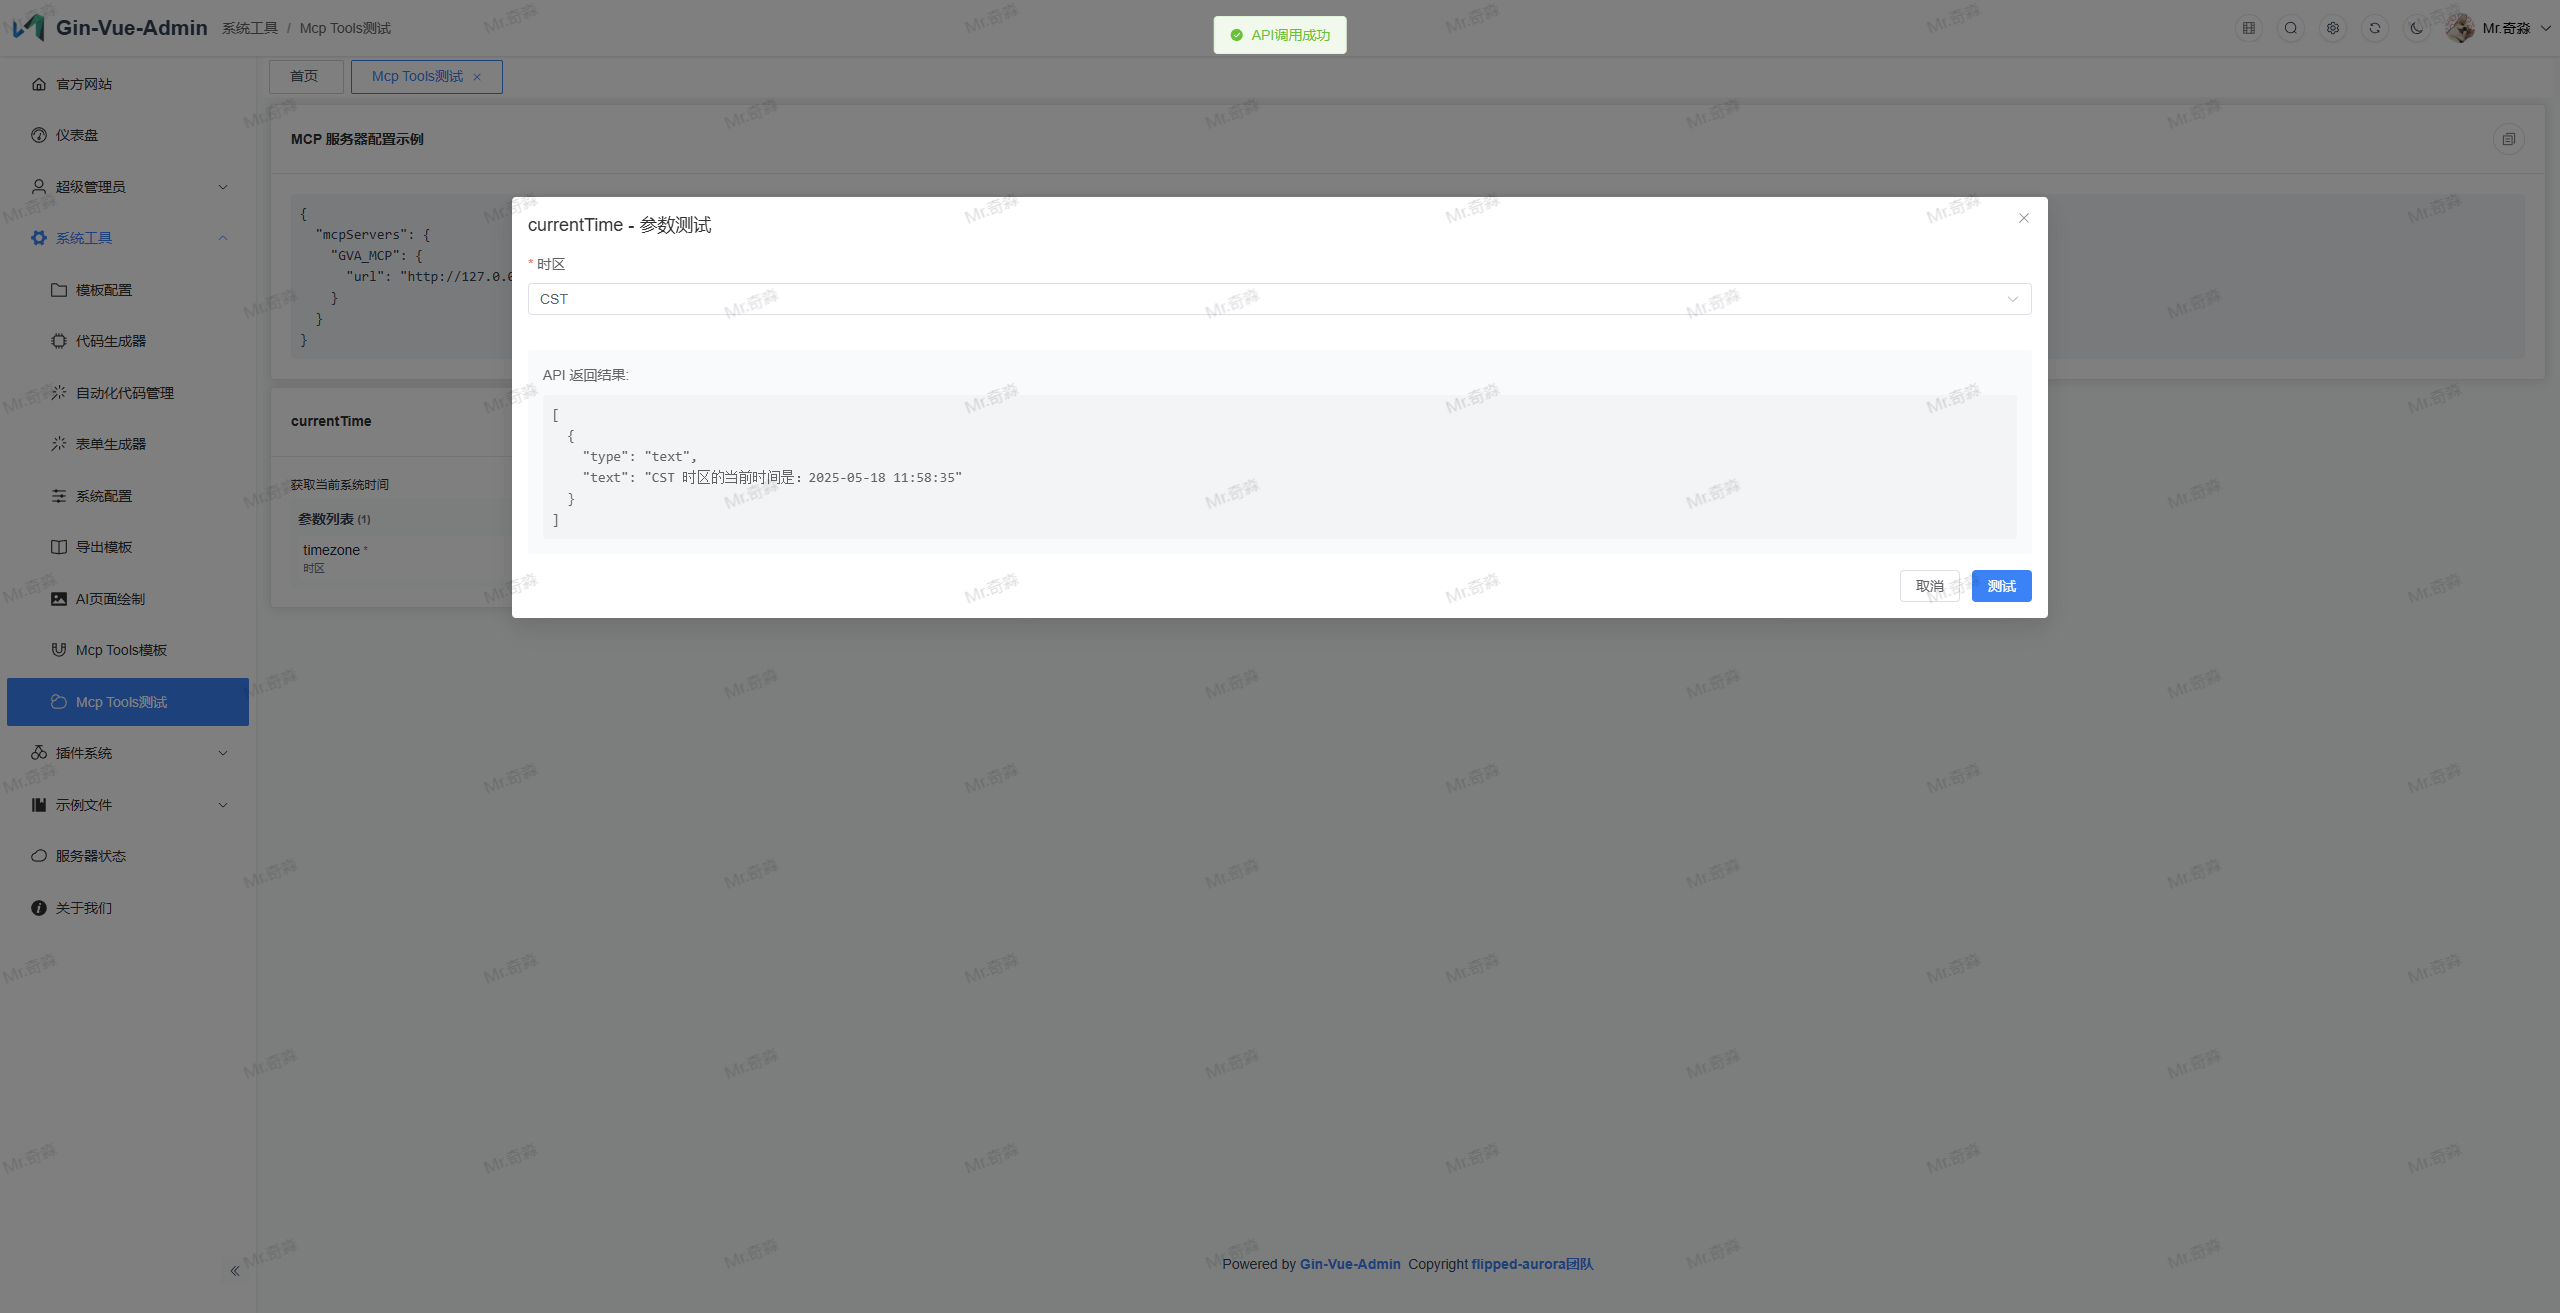 Gin-Vue-Admin
系统工具 / Mcp Tools测试
API调用成功
Mr.奇淼
首页
Mcp Tools测试
官方网站
仪表盘
超级管理员
系统工具
模板配置
代码生成器
自动化代码管理
表单生成器
系统配置
导出模板
AI页面绘制
Mcp Tools模板
Mcp Tools测试
插件系统
示例文件
服务器状态
关于我们
MCP 服务器配置示例
{
"mcpServers": {
"GVA_MCP": {
"url": "http://127.0.0
}
}
}
currentTime
获取当前系统时间
参数列表 (1)
timezone *
时区
currentTime - 参数测试
* 时区
CST
API 返回结果:
[
{
"type": "text",
"text": "CST 时区的当前时间是: 2025-05-18 11:58:35"
}
]
取消
测试
Powered by Gin-Vue-Admin Copyright flipped-aurora团队